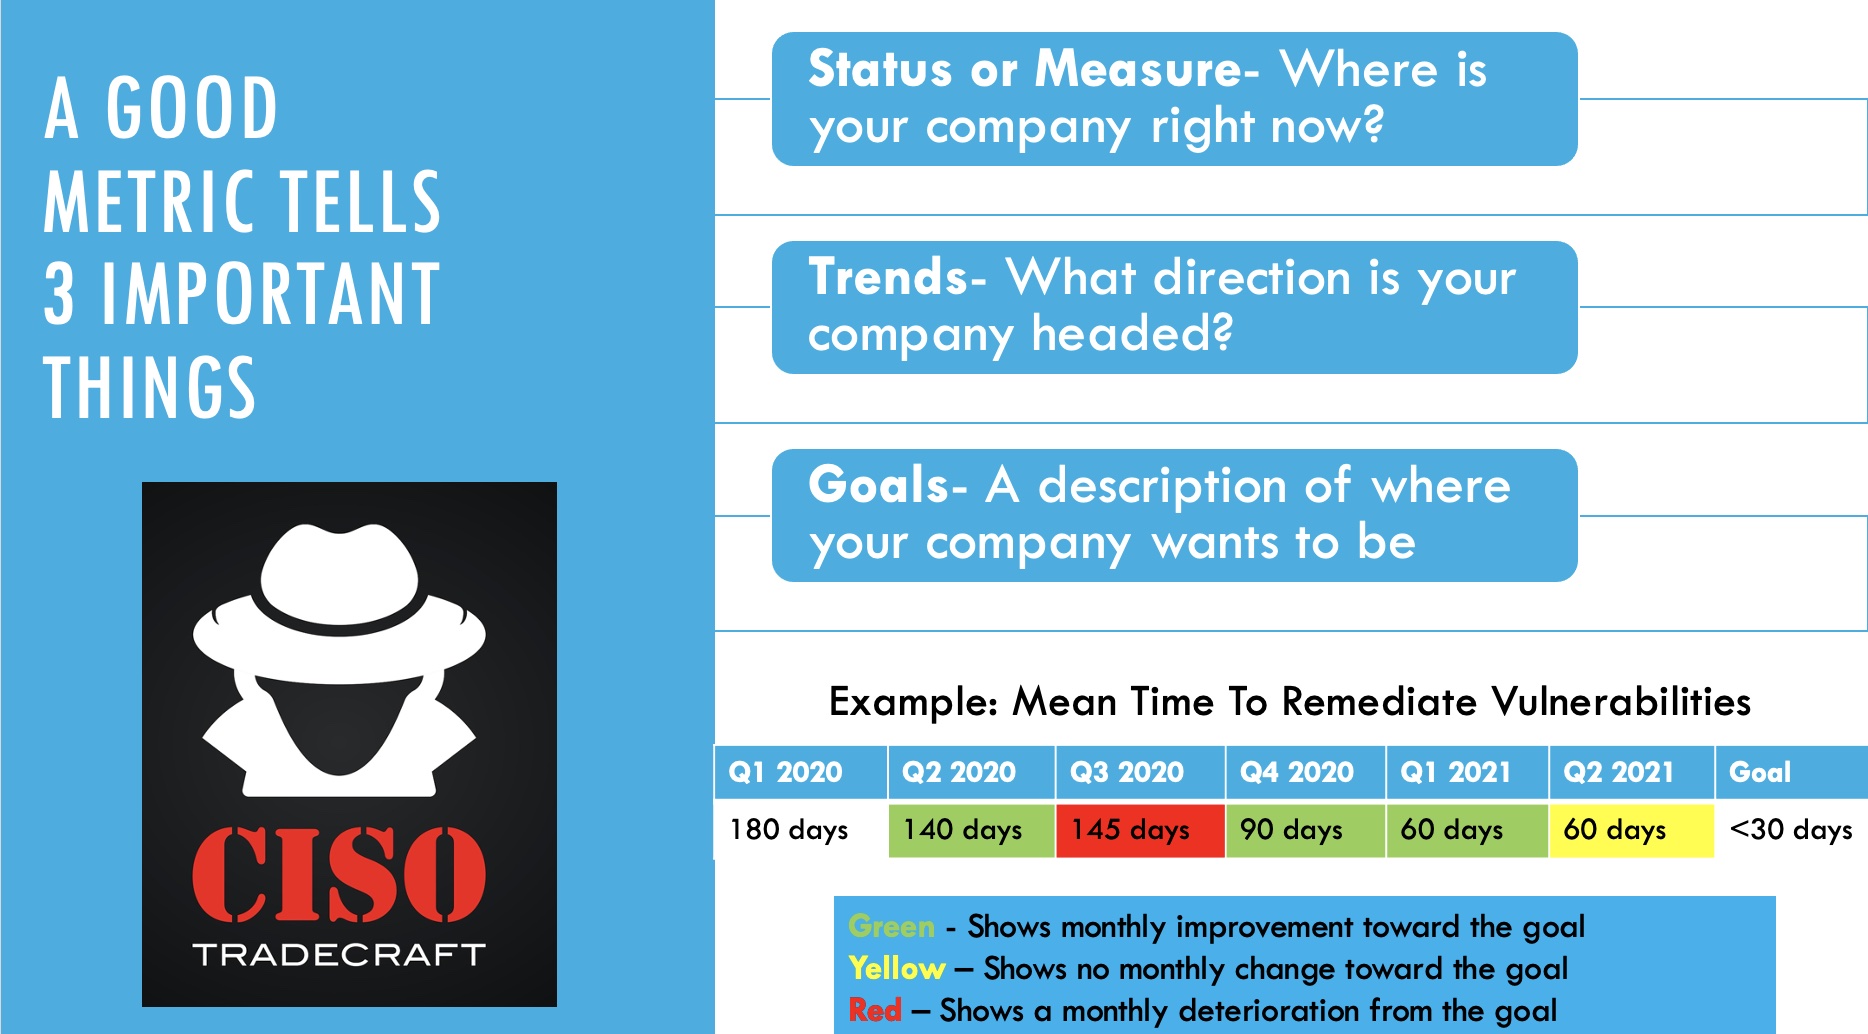 A GOOD
METRIC TELLS
3 IMPORTANT
THINGS
CISO
TRADECRAFT
Status or Measure- Where is
your company right now?
Trends- What direction is your
company headed?
Goals- A description of where
your company wants to be
Example: Mean Time To Remediate Vulnerabilities
Q1 2020 Q2 2020 Q3 2020 Q4 2020 Q1 2021 Q2 2021 Goal
180 days 140 days 145 days 90 days 60 days 60 days <30 days
Green - Shows monthly improvement toward the goal
Yellow – Shows no monthly change toward the goal
Red – Shows a monthly deterioration from the goal